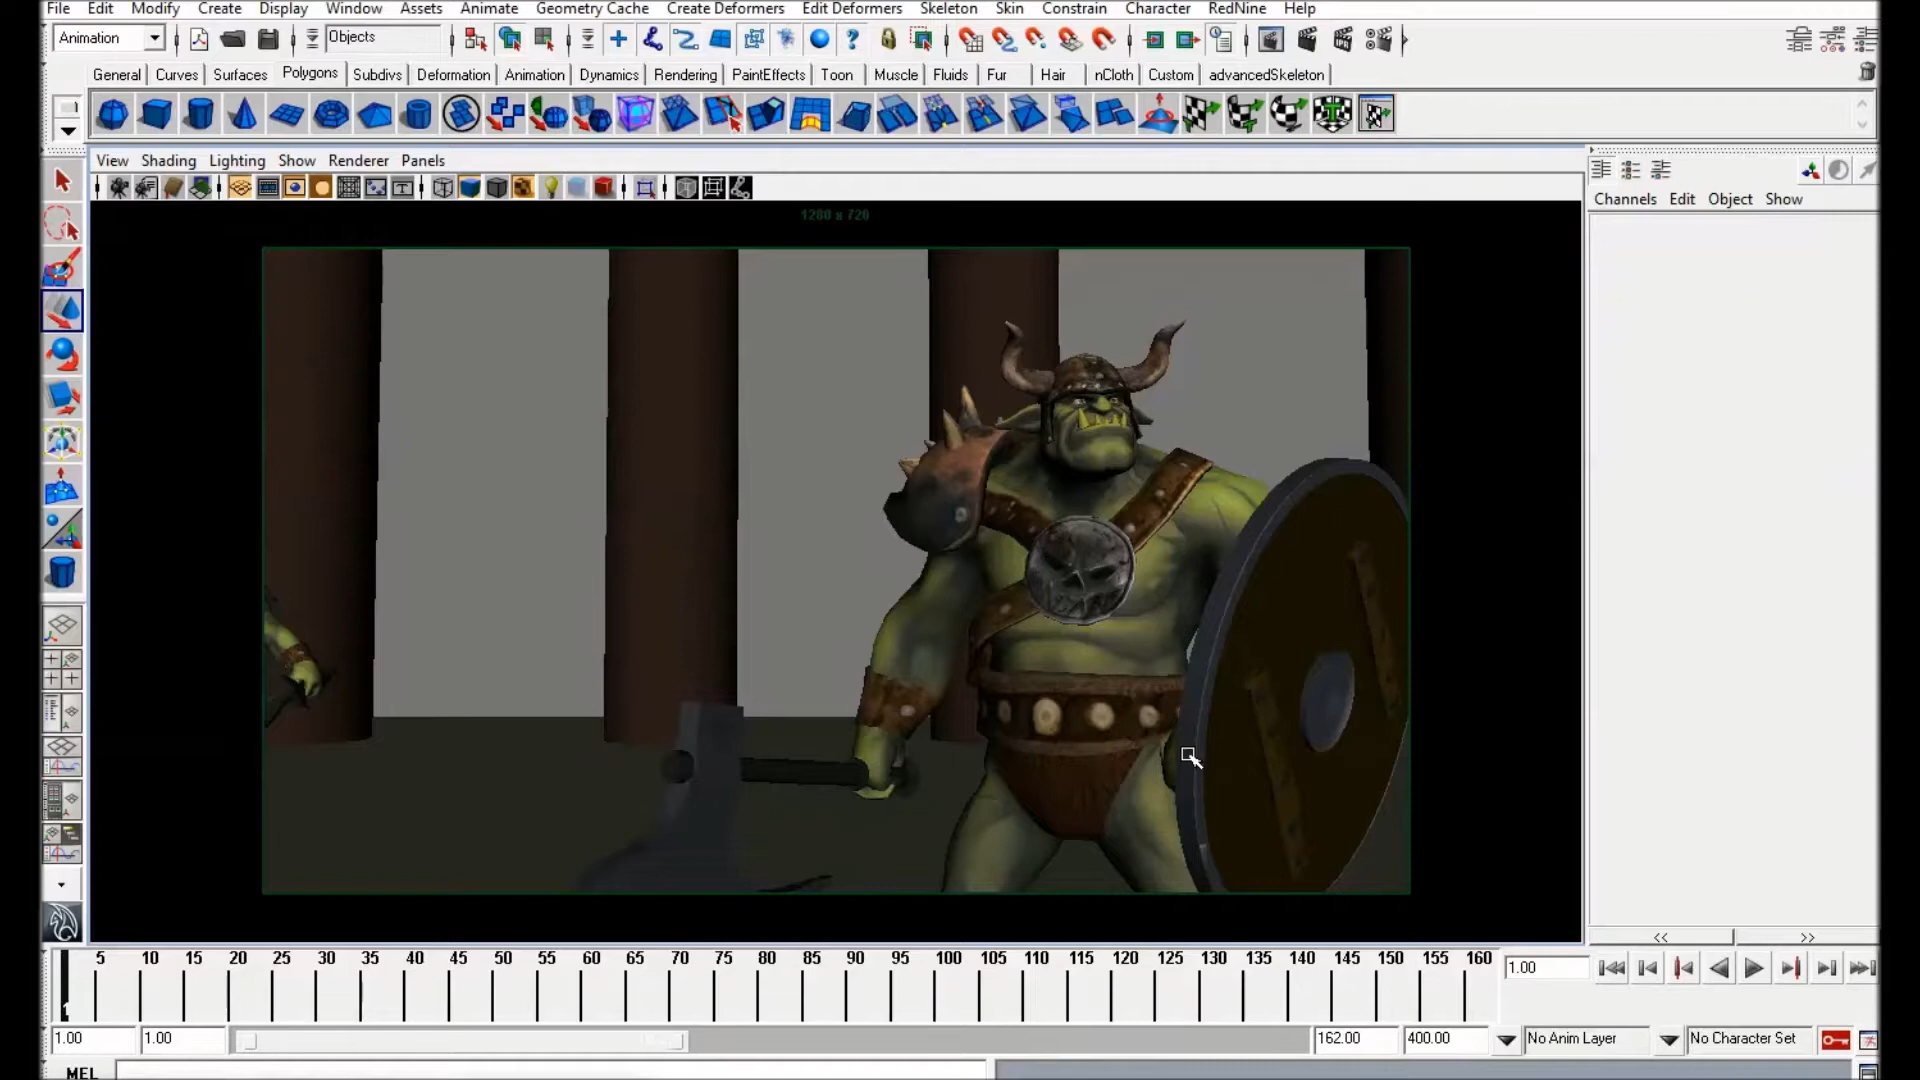 File Edit Modify Create Display Window Assets Animate Geometry Cache Create Deformers Edit Deformers Skeleton Skin Constrain Character RedNine Help
Animation Objects
General Curves Surfaces Polygons Subdivs Deformation Animation Dynamics Rendering PaintEffects Toon Muscle Fluids Fur Hair nCloth Custom advancedSkeleton
View Shading Lighting Show Renderer Panels
Channels Edit Object Show
1280 x 720
<< >>
5 10 15 20 25 30 35 40 45 50 55 60 65 70 75 80 85 90 95 100 105 110 115 120 125 130 135 140 145 150 155 160 1.00
1.00 1.00 162.00 400.00 No Anim Layer No Character Set
MEL